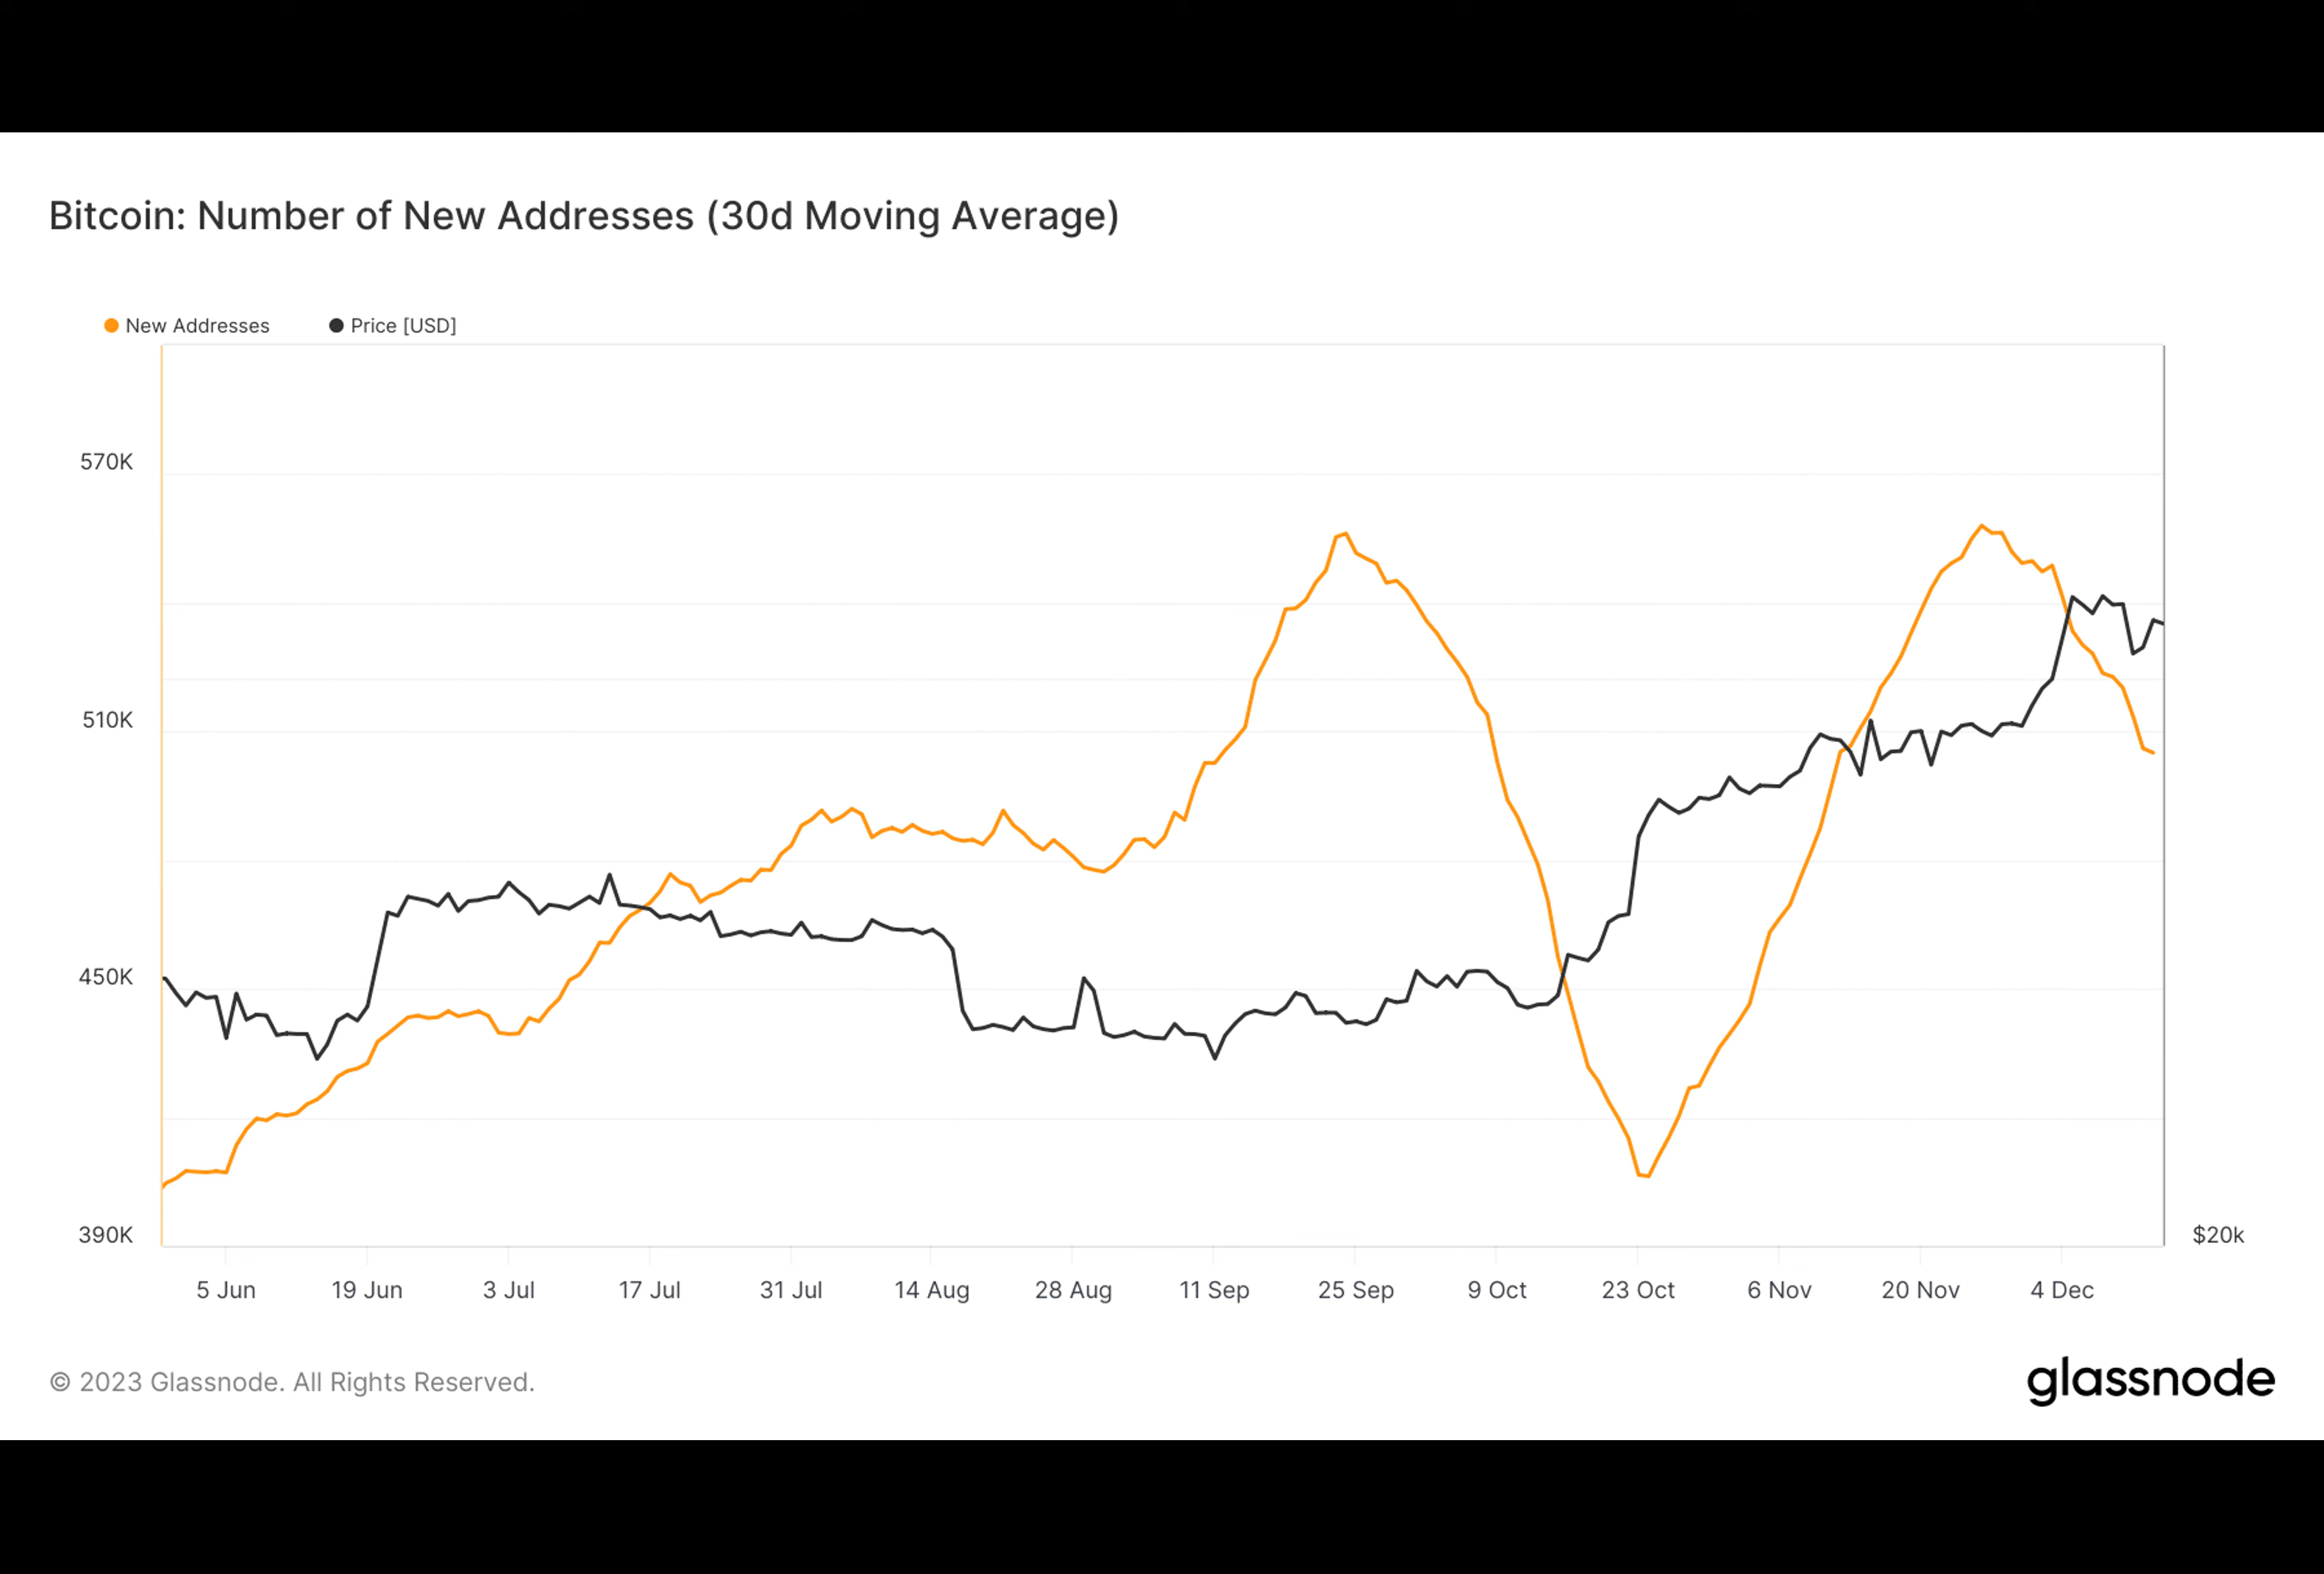 Bitcoin: Number of New Addresses (30d Moving Average)
New Addresses Price [USD]
570K
510K
450K
390K
$20k
5 Jun 19 Jun 3 Jul 17 Jul 31 Jul 14 Aug 28 Aug 11 Sep 25 Sep 9 Oct 23 Oct 6 Nov 20 Nov 4 Dec
© 2023 Glassnode. All Rights Reserved.
glassnode